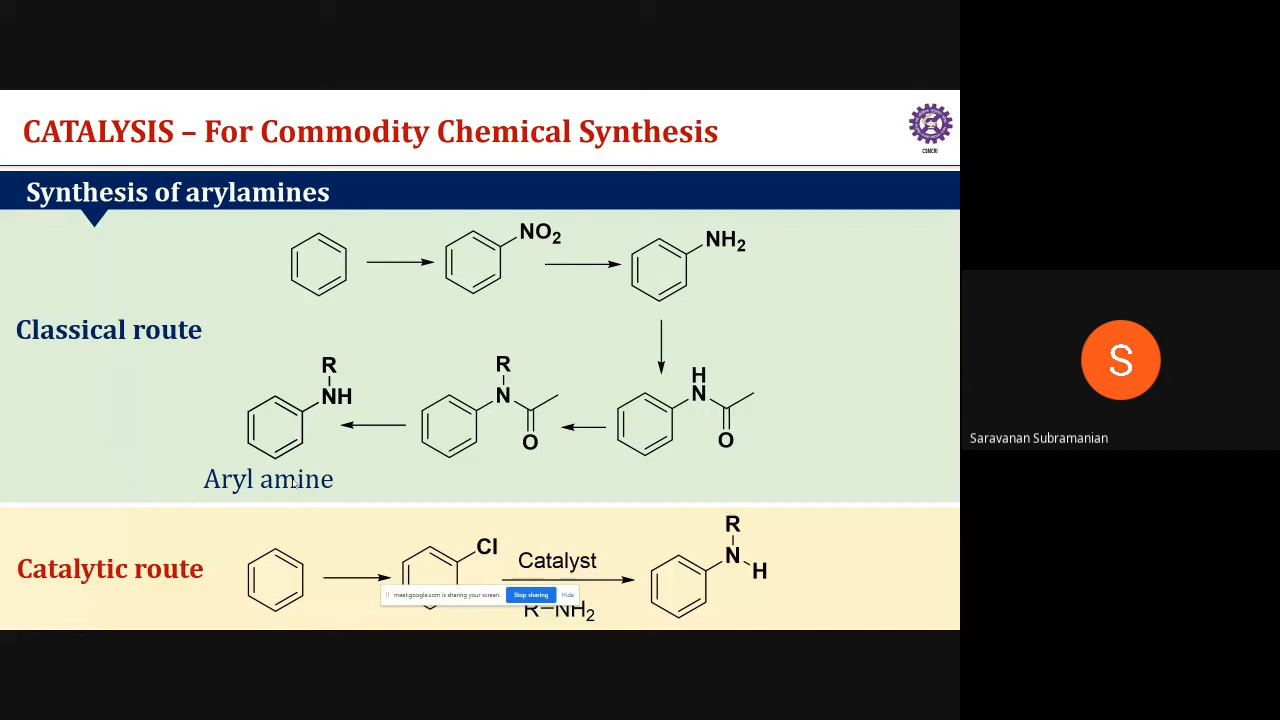 CATALYSIS – For Commodity Chemical Synthesis
CSMCRI
Synthesis of arylamines
NO2
NH2
Classical route
R
NH
R
N
O
H
N
O
Aryl amine
Catalytic route
Cl
Catalyst
R–NH2
R
N
H
meet.google.com is sharing your screen.
Stop sharing
Hide
S
Saravanan Subramanian